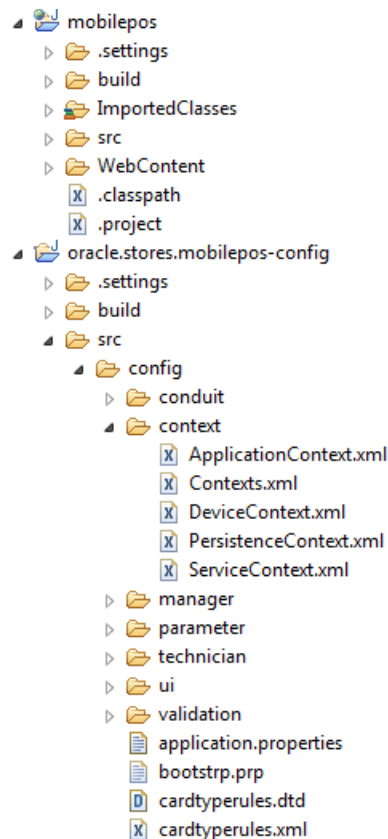 mobilepos
.settings
build
ImportedClasses
src
WebContent
.classpath
.project
oracle.stores.mobilepos-config
.settings
build
src
config
conduit
context
ApplicationContext.xml
Contexts.xml
DeviceContext.xml
PersistenceContext.xml
ServiceContext.xml
manager
parameter
technician
ui
validation
application.properties
bootstrp.prp
cardtyperules.dtd
cardtyperules.xml